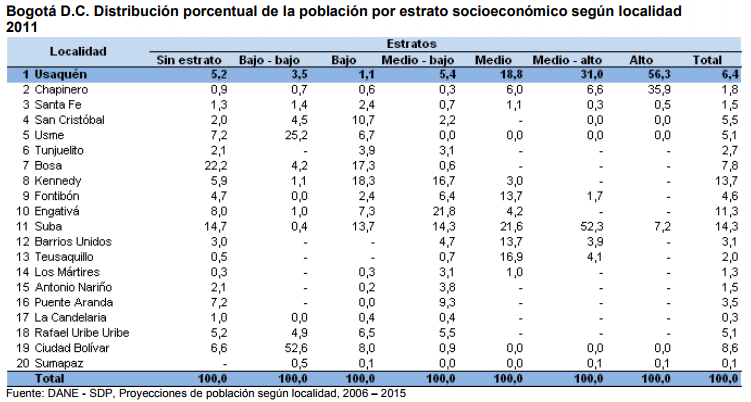 Bogotá D.C. Distribución porcentual de la población por estrato socioeconómico según localidad
2011
Estratos
Localidad
Sin estrato Bajo - bajo Bajo Medio - bajo Medio Medio - alto Alto Total
1 Usaquén 5,2 3,5 1,1 5,4 18,8 31,0 56,3 6,4
2 Chapinero 0,9 0,7 0,6 0,3 6,0 6,6 35,9 1,8
3 Santa Fe 1,3 1,4 2,4 0,7 1,1 0,3 0,5 1,5
4 San Cristóbal 2,0 4,5 10,7 2,2 - 0,0 0,0 5,5
5 Usme 7,2 25,2 6,7 0,0 0,0 0,0 0,0 5,1
6 Tunjuelito 2,1 - 3,9 3,1 - - - 2,7
7 Bosa 22,2 4,2 17,3 0,6 - - - 7,8
8 Kennedy 5,9 1,1 18,3 16,7 3,0 - - 13,7
9 Fontibón 4,7 0,0 2,4 6,4 13,7 1,7 - 4,6
10 Engativá 8,0 1,0 7,3 21,8 4,2 - - 11,3
11 Suba 14,7 0,4 13,7 14,3 21,6 52,3 7,2 14,3
12 Barrios Unidos 3,0 - - 4,7 13,7 3,9 - 3,1
13 Teusaquillo 0,5 - - 0,7 16,9 4,1 - 2,0
14 Los Mártires 0,3 - 0,3 3,1 1,0 - - 1,3
15 Antonio Nariño 2,1 - 0,2 3,8 - - - 1,5
16 Puente Aranda 7,2 - 0,0 9,3 - - - 3,5
17 La Candelaria 1,0 0,0 0,4 0,4 - - - 0,3
18 Rafael Uribe Uribe 5,2 4,9 6,5 5,5 - - - 5,1
19 Ciudad Bolívar 6,6 52,6 8,0 0,9 0,0 0,0 0,0 8,6
20 Sumapaz - 0,5 0,1 0,0 0,0 0,1 0,1 0,1
Total 100,0 100,0 100,0 100,0 100,0 100,0 100,0 100,0
Fuente: DANE - SDP, Proyecciones de población según localidad, 2006 – 2015